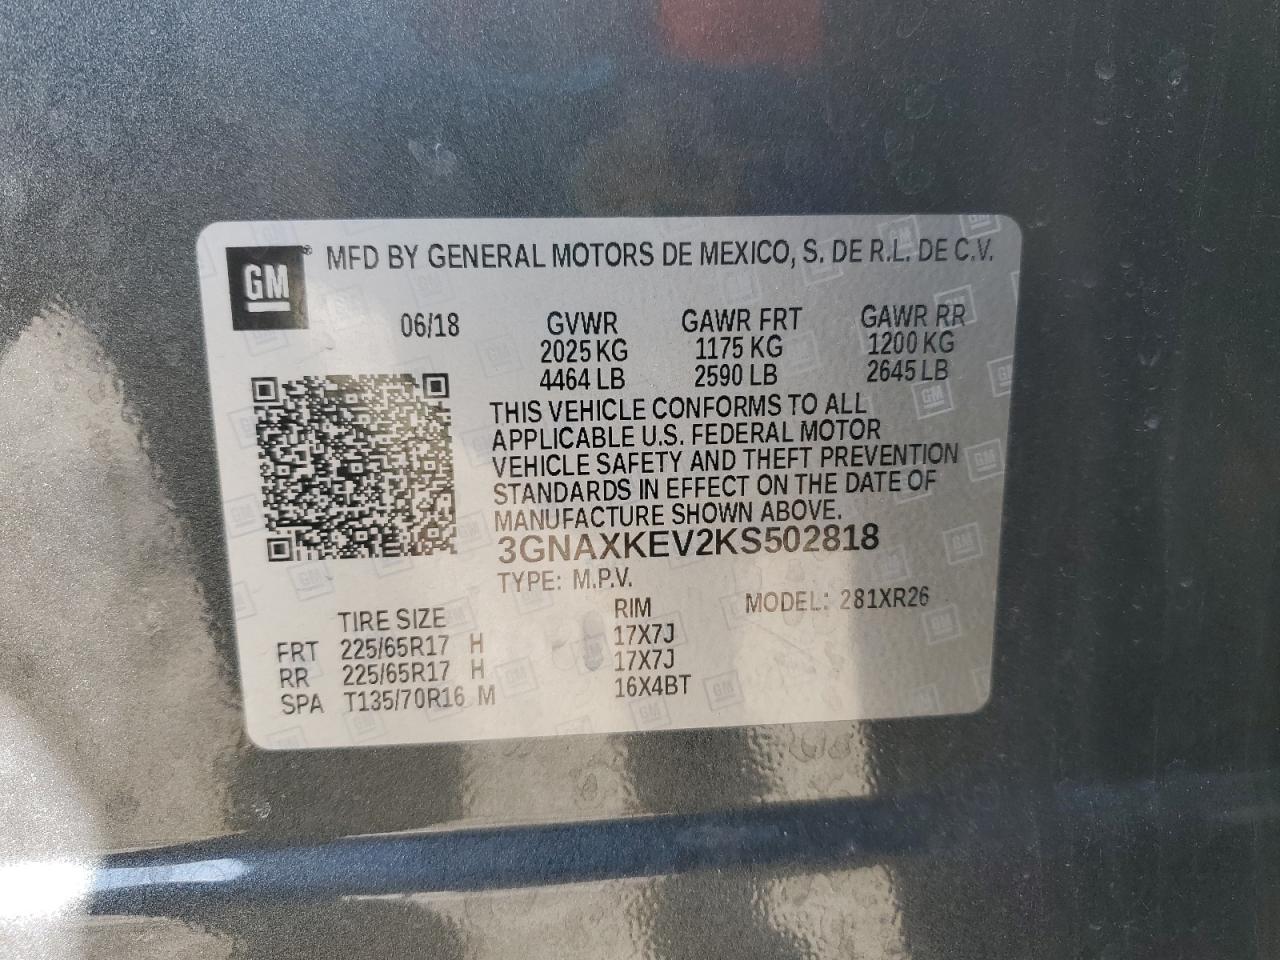 GM ® MFD BY GENERAL MOTORS DE MEXICO, S. DE R.L. DE C.V.
06/18 GVWR GAWR FRT GAWR RR
2025 KG 1175 KG 1200 KG
4464 LB 2590 LB 2645 LB
THIS VEHICLE CONFORMS TO ALL
APPLICABLE U.S. FEDERAL MOTOR
VEHICLE SAFETY AND THEFT PREVENTION
STANDARDS IN EFFECT ON THE DATE OF
MANUFACTURE SHOWN ABOVE.
3GNAXKEV2KS502818
TYPE: M.P.V.
TIRE SIZE RIM MODEL: 281XR26
FRT 225/65R17 H 17X7J
RR 225/65R17 H 17X7J
SPA T135/70R16 M 16X4BT